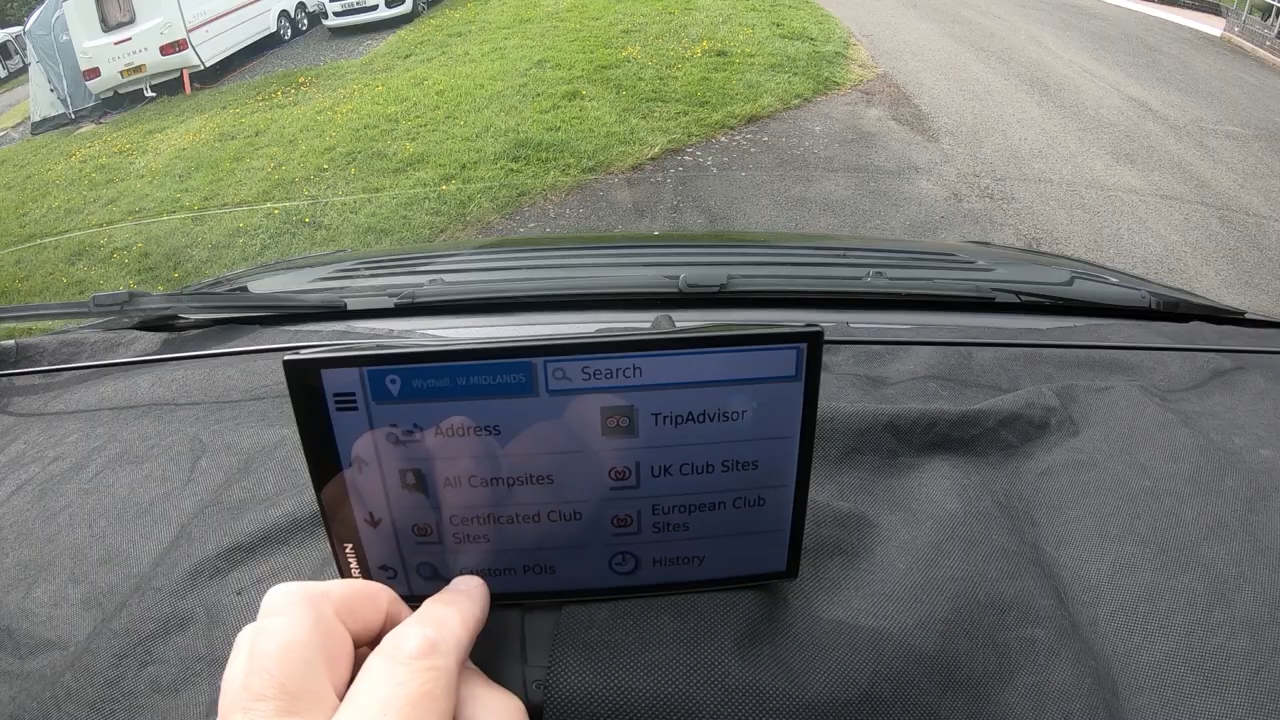 COACHMAN
Wythall, W MIDLANDS
Search
Address
TripAdvisor
All Campsites
UK Club Sites
Certificated Club
Sites
European Club
Sites
Custom POIs
History